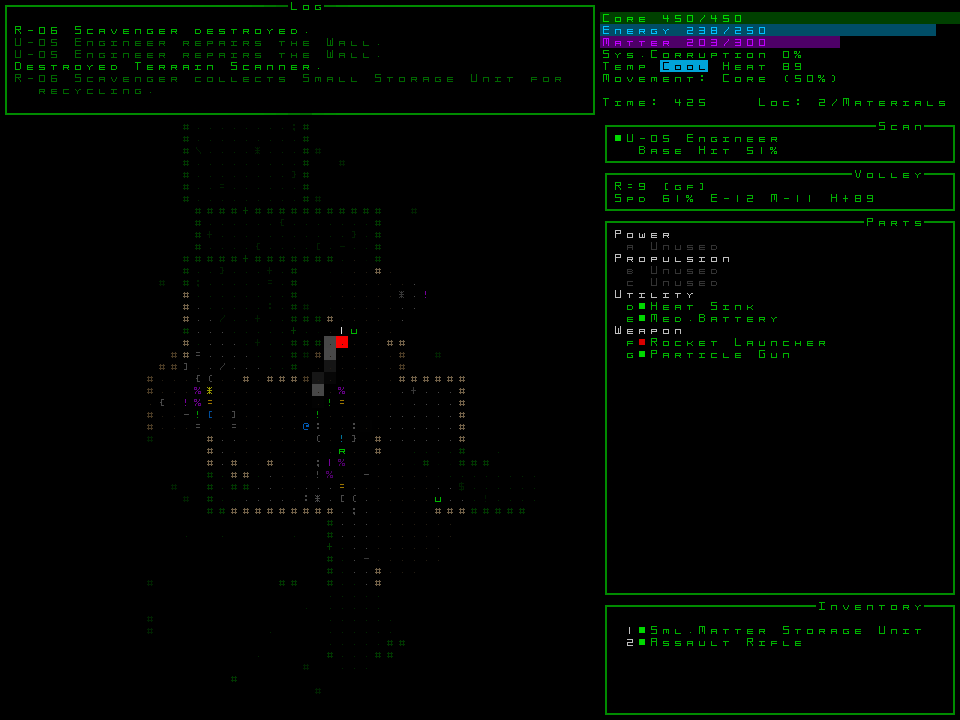 Log
R-06 Scavenger destroyed.
U-05 Engineer repairs the Wall.
U-05 Engineer repairs the Wall.
Destroyed Terrain Scanner.
R-06 Scavenger collects Small Storage Unit for
recycling.
Core 450/450
Energy 238/250
Matter 203/300
Sys.Corruption 0%
Temp Cool Heat 89
Movement: Core (50%)
Time: 425 Loc: 2/Materials
Scan
U-05 Engineer
Base Hit 51%
Volley
R=9 [GF]
Spd 61% E-12 M-11 H+89
Parts
Power
A Unused
Propulsion
B Unused
C Unused
Utility
D Heat Sink
E Med.Battery
Weapon
F Rocket Launcher
G Particle Gun
Inventory
1 Sml.Matter Storage Unit
2 Assault Rifle